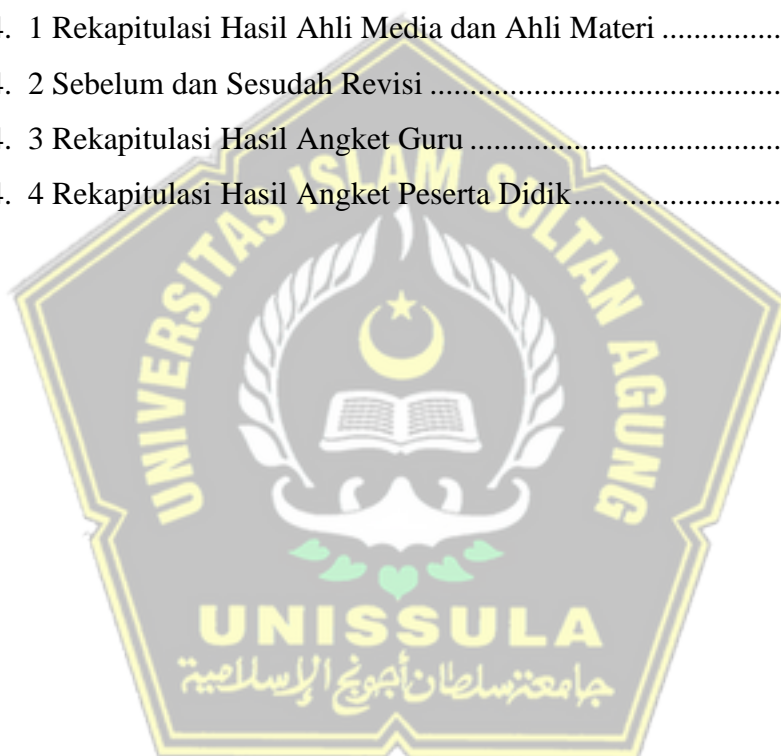 4. 1 Rekapitulasi Hasil Ahli Media dan Ahli Materi ...............
4. 2 Sebelum dan Sesudah Revisi .............................................
4. 3 Rekapitulasi Hasil Angket Guru ........................................
4. 4 Rekapitulasi Hasil Angket Peserta Didik..........................
UNIVERSITAS ISLAM SULTAN AGUNG
UNISSULA
جامعة سلطان أجونج الإسلامية